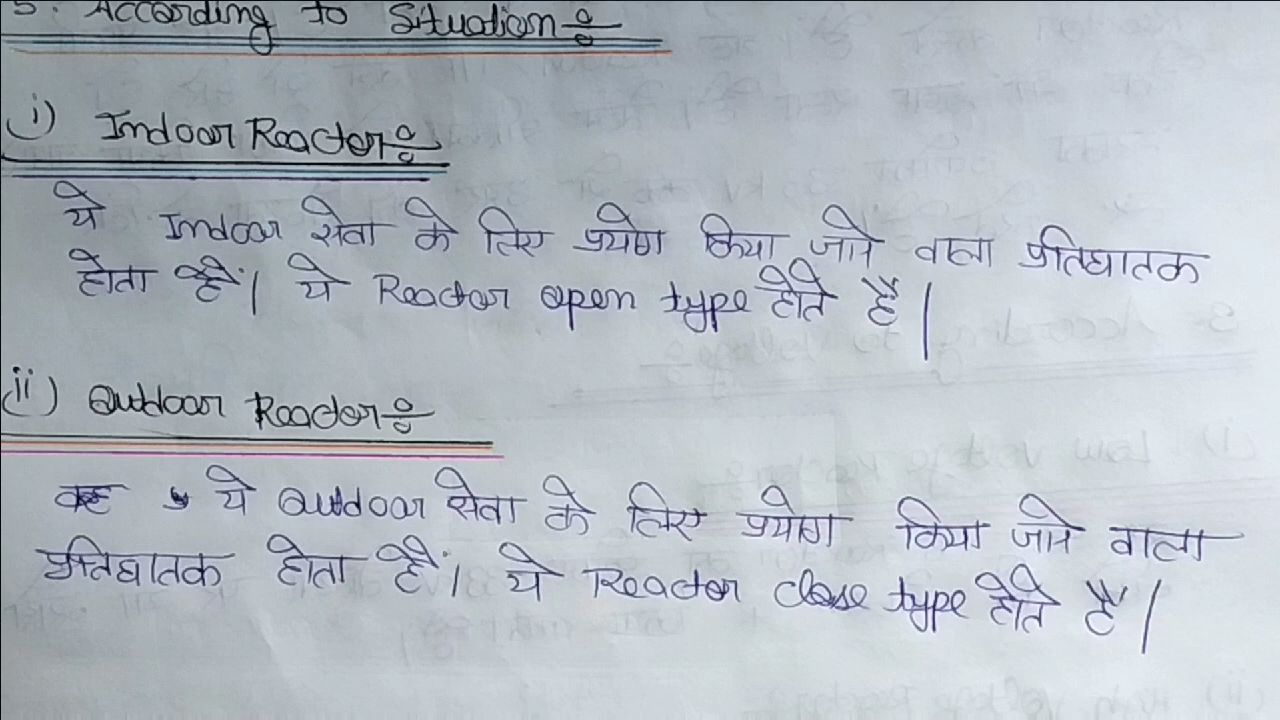 5. According to Situation÷
i) Indoor Reactor÷
ये Indoor सेवा के लिए प्रयोग किया जाने वाला प्रतिघातक
होता हैं। ये Reactor open type होते है।
ii) Outdoor Reactor÷
ये Outdoor सेवा के लिए प्रयोग किया जाने वाला
प्रतिघातक होता हैं। ये Reactor close type होते है।